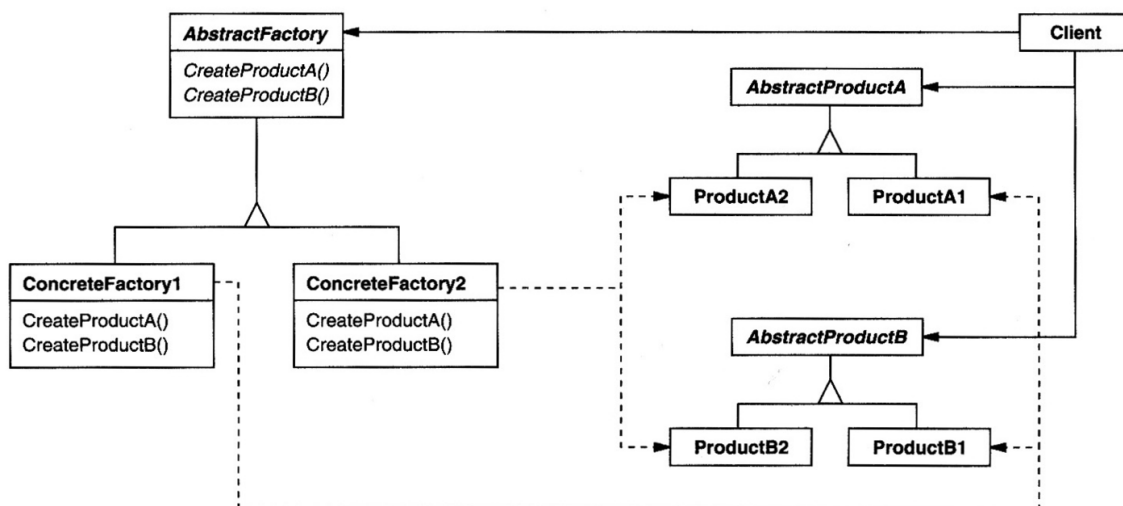 AbstractFactory
CreateProductA()
CreateProductB()
Client
AbstractProductA
ProductA2
ProductA1
ConcreteFactory1
CreateProductA()
CreateProductB()
ConcreteFactory2
CreateProductA()
CreateProductB()
AbstractProductB
ProductB2
ProductB1